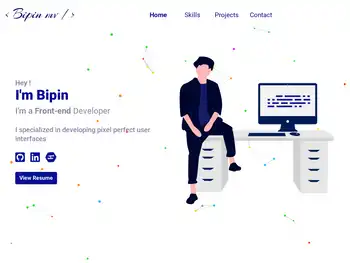 < Bipin mv / >
Home Skills Projects Contact
Hey !
I'm Bipin
I'm a Front-end Developer
I specialized in developing pixel perfect user
interfaces
View Resume